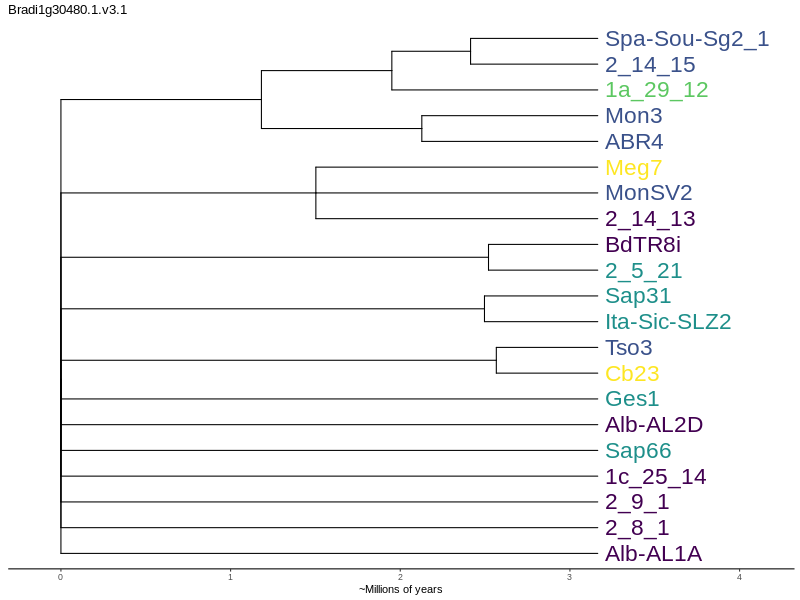 Bradi1g30480.1.v3.1
Spa-Sou-Sg2_1
2_14_15
1a_29_12
Mon3
ABR4
Meg7
MonSV2
2_14_13
BdTR8i
2_5_21
Sap31
Ita-Sic-SLZ2
Tso3
Cb23
Ges1
Alb-AL2D
Sap66
1c_25_14
2_9_1
2_8_1
Alb-AL1A
0 1 2 3 4
~Millions of years